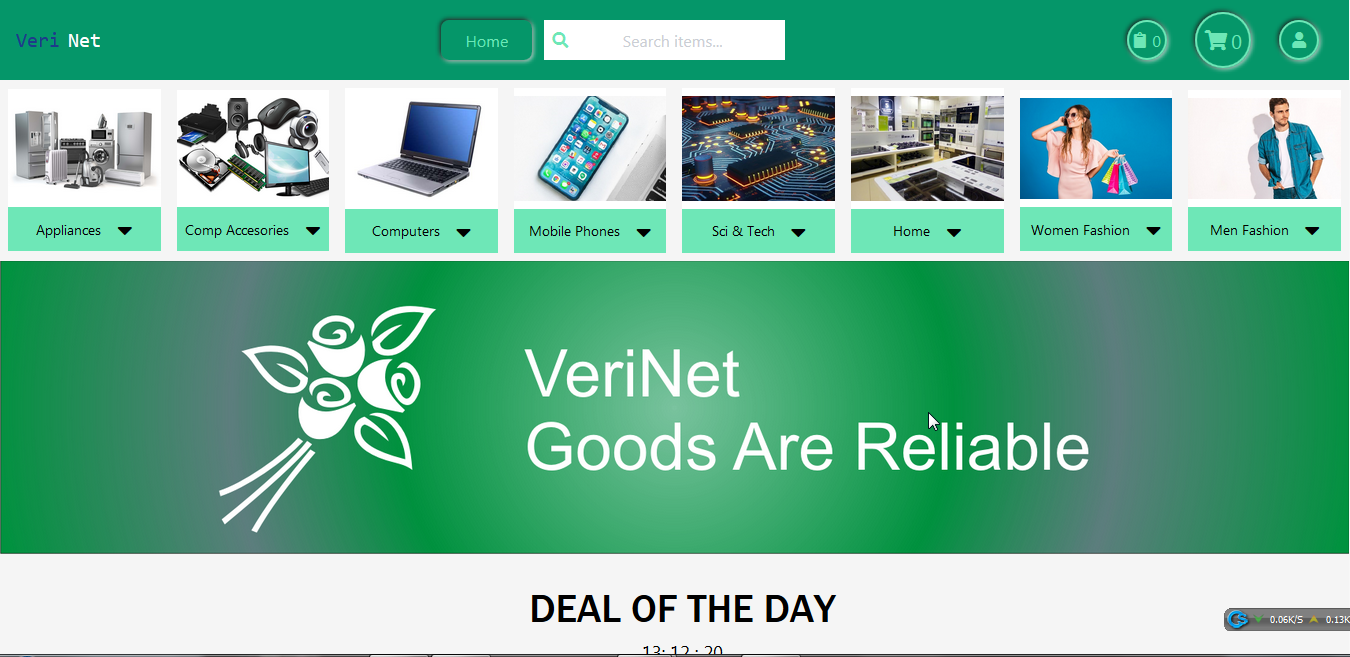 Veri Net
Home
Search items...
0
0
Appliances
Comp Accesories
Computers
Mobile Phones
Sci & Tech
Home
Women Fashion
Men Fashion
VeriNet
Goods Are Reliable
DEAL OF THE DAY
13: 12 : 20
0.06K/S 0.13K